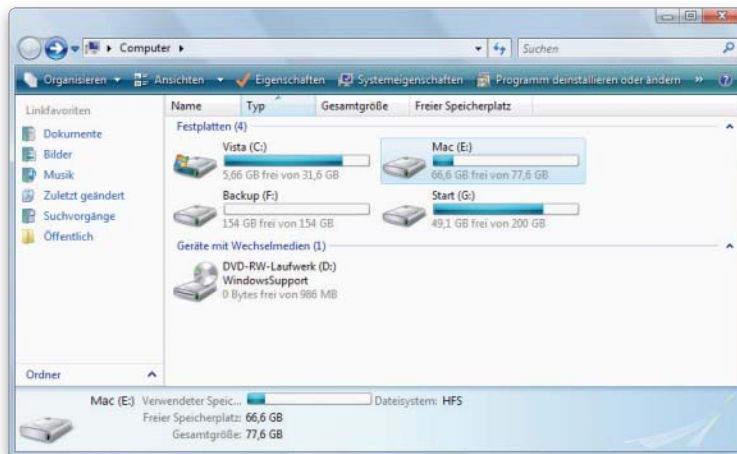 Computer
Suchen
Organisieren Ansichten Eigenschaften Systemeigenschaften Programm deinstallieren oder ändern »
Linkfavoriten
Dokumente
Bilder
Musik
Zuletzt geändert
Suchvorgänge
Öffentlich
Ordner
Name Typ Gesamtgröße Freier Speicherplatz
Festplatten (4)
Vista (C:)
5,66 GB frei von 31,6 GB
Mac (E:)
66,6 GB frei von 77,6 GB
Backup (F:)
154 GB frei von 154 GB
Start (G:)
49,1 GB frei von 200 GB
Geräte mit Wechselmedien (1)
DVD-RW-Laufwerk (D:)
WindowsSupport
0 Bytes frei von 986 MB
Mac (E:) Verwendeter Speic... Dateisystem: HFS
Freier Speicherplatz: 66,6 GB
Gesamtgröße: 77,6 GB